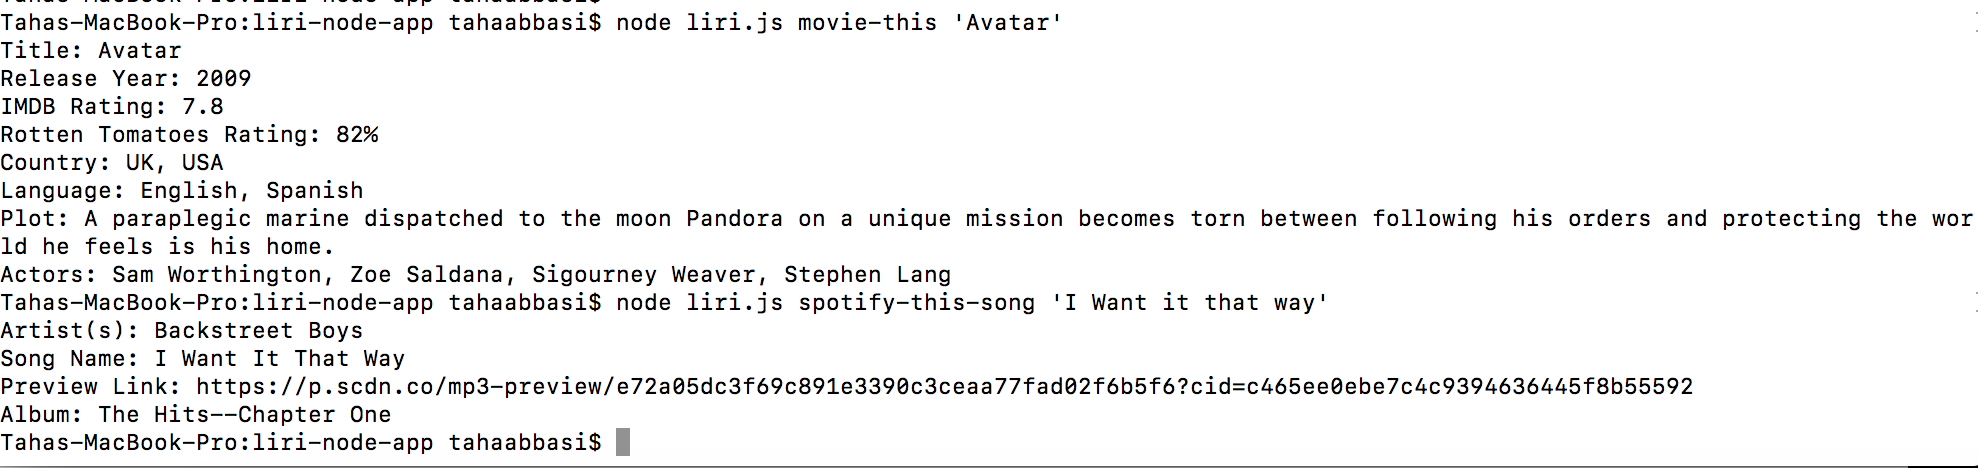 Tahas-MacBook-Pro:liri-node-app tahaabbasi$ node liri.js movie-this 'Avatar'
Title: Avatar
Release Year: 2009
IMDB Rating: 7.8
Rotten Tomatoes Rating: 82%
Country: UK, USA
Language: English, Spanish
Plot: A paraplegic marine dispatched to the moon Pandora on a unique mission becomes torn between following his orders and protecting the wor
ld he feels is his home.
Actors: Sam Worthington, Zoe Saldana, Sigourney Weaver, Stephen Lang
Tahas-MacBook-Pro:liri-node-app tahaabbasi$ node liri.js spotify-this-song 'I Want it that way'
Artist(s): Backstreet Boys
Song Name: I Want It That Way
Preview Link: https://p.scdn.co/mp3-preview/e72a05dc3f69c891e3390c3ceaa77fad02f6b5f6?cid=c465ee0ebe7c4c9394636445f8b55592
Album: The Hits--Chapter One
Tahas-MacBook-Pro:liri-node-app tahaabbasi$